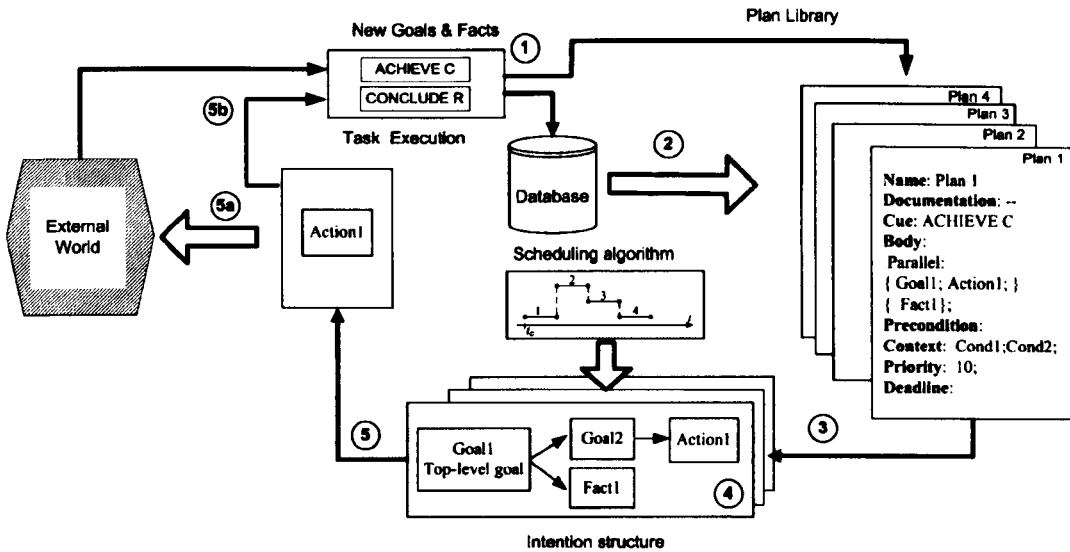 Plan Library
New Goals & Facts
1
ACHIEVE C
CONCLUDE R
5b
Task Execution
2
Database
Plan 4
Plan 3
Plan 2
Plan 1
Name: Plan 1
Documentation: --
Cue: ACHIEVE C
Body:
Parallel:
{ Goal1; Action1; }
{ Fact1};
Precondition:
Context: Cond1;Cond2;
Priority: 10;
Deadline:
External
World
5a
Action1
Scheduling algorithm
1
2
3
4
tc
t
5
3
Goal1
Top-level goal
Goal2
Action1
Fact1
4
Intention structure